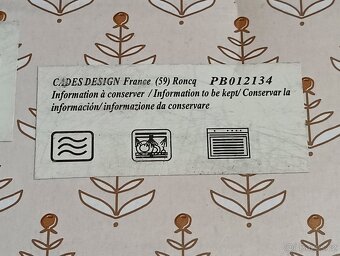 CADES DESIGN France (59) Roncq PB012134
Information à conserver / Information to be kept/ Conservar la
información/ informazione da conservare